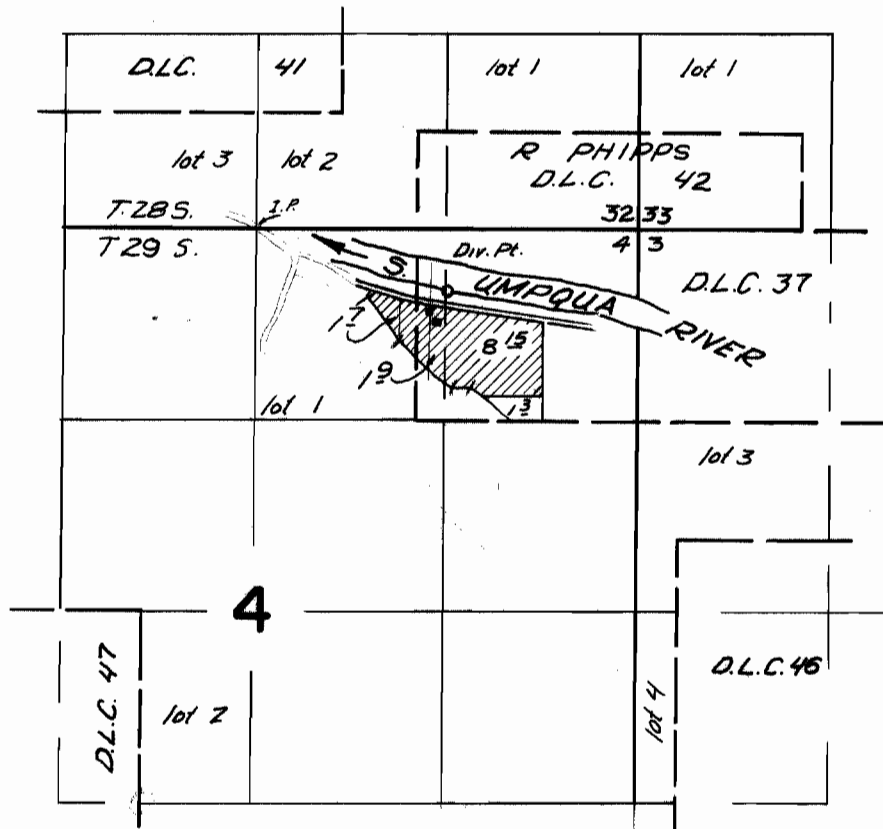 D.L.C. 41 lot 1 lot 1
lot 3 lot 2
R PHIPPS
D.L.C. 42
T. 28 S. I.P. 32 33
T 29 S. 4 3
Div. Pt.
S. UMPQUA RIVER
D.L.C. 37
1 7
8 15
1 9
1 3
lot 1
lot 3
4
D.L.C. 47
lot 2
lot 4
D.L.C. 46